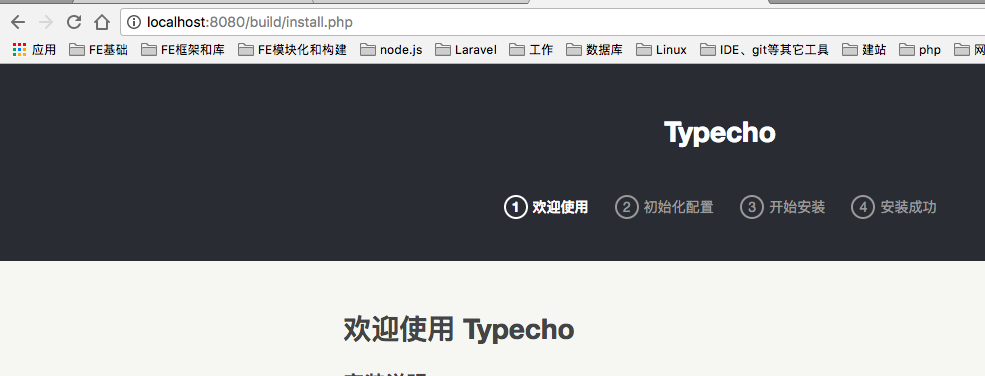 localhost:8080/build/install.php
应用 FE基础 FE框架和库 FE模块化和构建 node.js Laravel 工作 数据库 Linux IDE、git等其它工具 建站 php
Typecho
1 欢迎使用 2 初始化配置 3 开始安装 4 安装成功
欢迎使用 Typecho